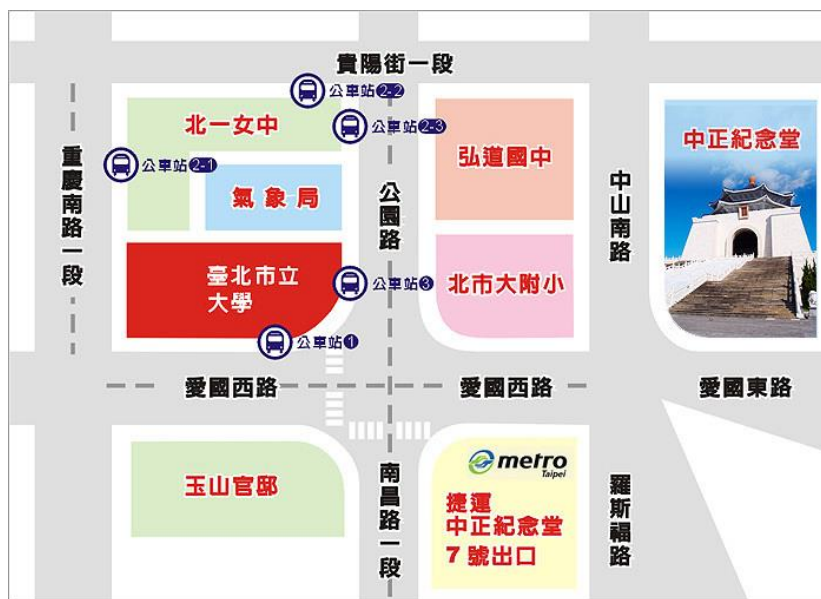 貴陽街一段
公車站2-2
北一女中
公車站2-3
弘道國中
中正紀念堂
公車站2-1
氣象局
重慶南路一段
公園路
中山南路
臺北市立
大學
公車站3
北市大附小
公車站1
愛國西路
愛國西路
愛國東路
玉山官邸
南昌路一段
metro
Taipei
捷運
中正紀念堂
7號出口
羅斯福路